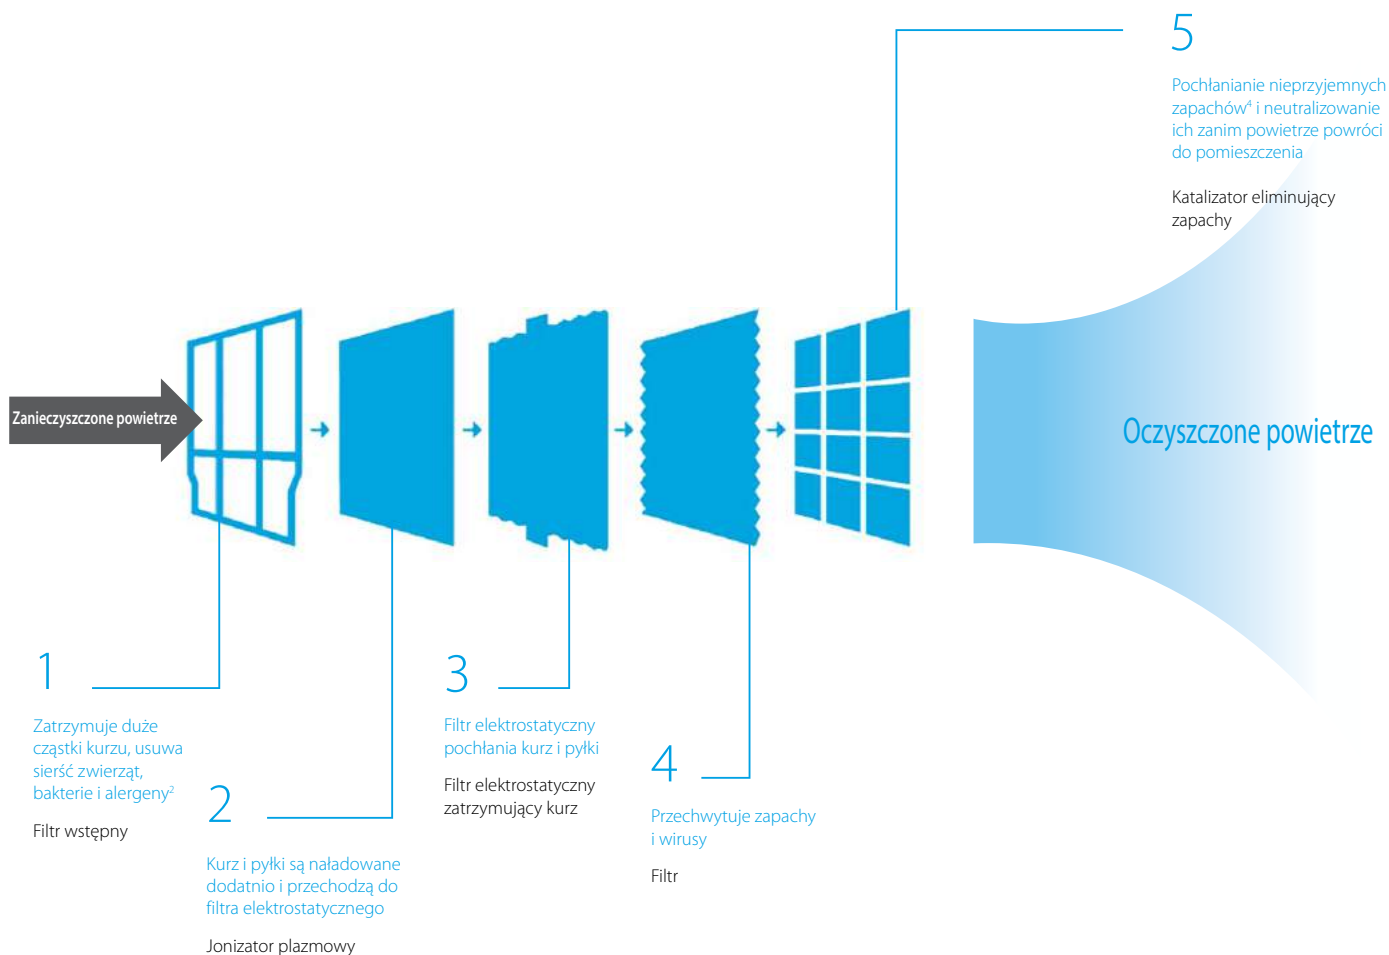 5
Pochłanianie nieprzyjemnych
zapachów⁴ i neutralizowanie
ich zanim powietrze powróci
do pomieszczenia
Katalizator eliminujący
zapachy
Zanieczyszczone powietrze
Oczyszczone powietrze
1
Zatrzymuje duże
cząstki kurzu, usuwa
sierść zwierząt,
bakterie i alergeny²
Filtr wstępny
2
Kurz i pyłki są naładowane
dodatnio i przechodzą do
filtra elektrostatycznego
Jonizator plazmowy
3
Filtr elektrostatyczny
pochłania kurz i pyłki
Filtr elektrostatyczny
zatrzymujący kurz
4
Przechwytuje zapachy
i wirusy
Filtr